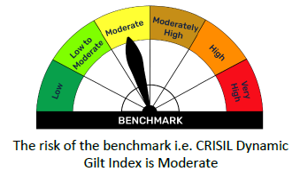 Low
Low to
Moderate
Moderate
Moderately
High
High
Very
High
BENCHMARK
The risk of the benchmark i.e. CRISIL Dynamic
Gilt Index is Moderate